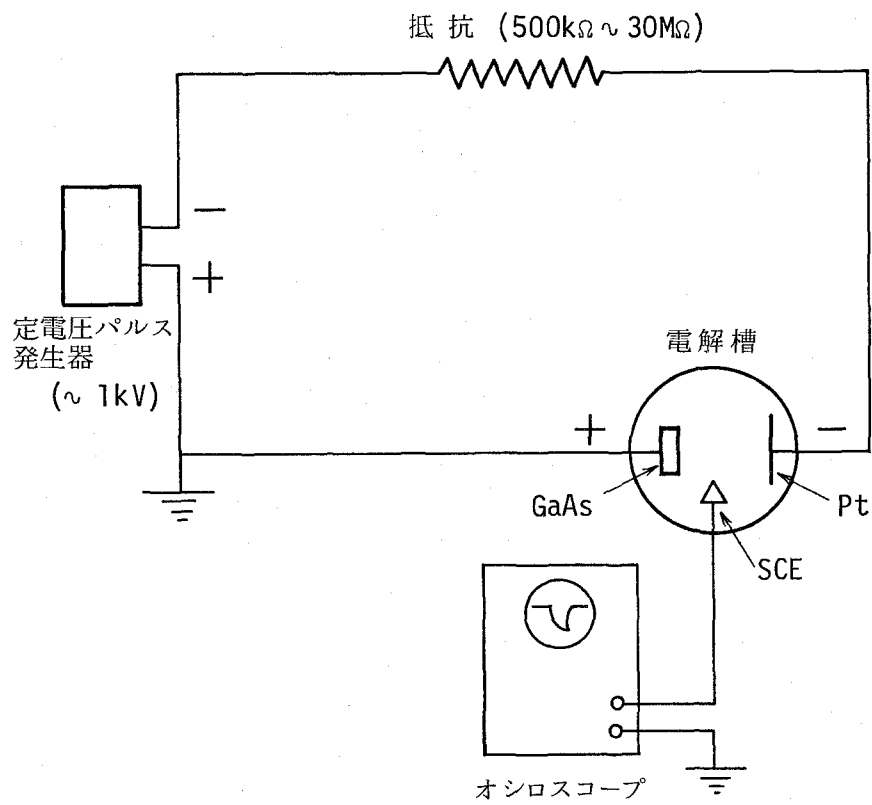 抵抗 (500kΩ~30MΩ)
−
+
定電圧パルス
発生器
(~ 1kV)
電解槽
+
−
GaAs
Pt
SCE
オシロスコープ